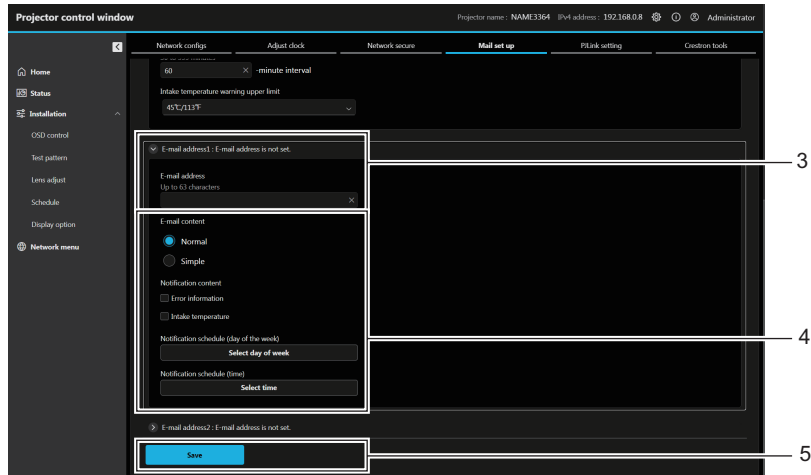 Projector control window
Projector name : NAME3364 IPv4 address : 192.168.0.8 Administrator
Network configs Adjust clock Network secure Mail set up PJLink setting Crestron tools
Home
Status
Installation
OSD control
Test pattern
Lens adjust
Schedule
Display option
Network menu
60 × -minute interval
Intake temperature warning upper limit
45℃/113℉
E-mail address1 : E-mail address is not set.
3
E-mail address
Up to 63 characters
×
E-mail content
Normal
Simple
Notification content
Error information
Intake temperature
4
Notification schedule (day of the week)
Select day of week
Notification schedule (time)
Select time
E-mail address2 : E-mail address is not set.
Save
5